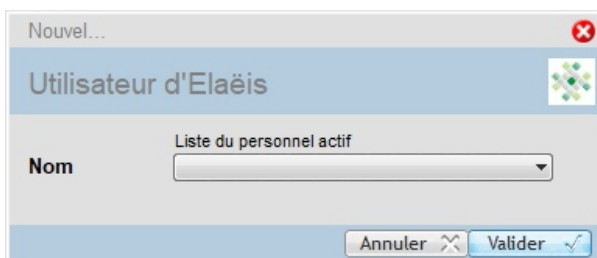 Nouvel...
Utilisateur d'Elaëis
Liste du personnel actif
Nom
Annuler Valider